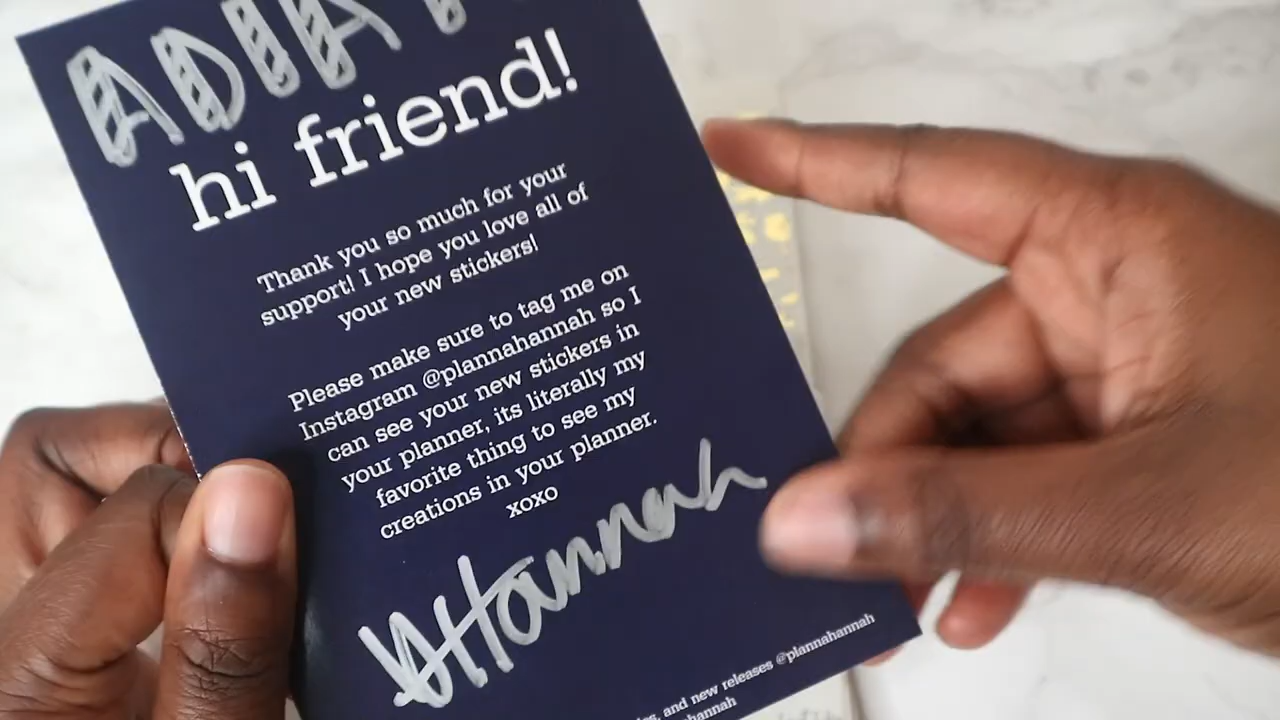 hi friend!
Thank you so much for your
support! I hope you love all of
your new stickers!
Please make sure to tag me on
Instagram @plannahannah so I
can see your new stickers in
your planner, its literally my
favorite thing to see my
creations in your planner.
xoxo
Hannah
and new releases @plannahannah